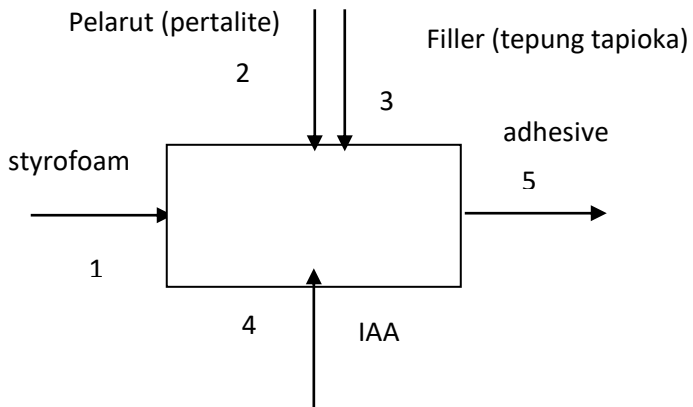 Pelarut (pertalite)
2
Filler (tepung tapioka)
3
styrofoam
1
adhesive
5
4
IAA